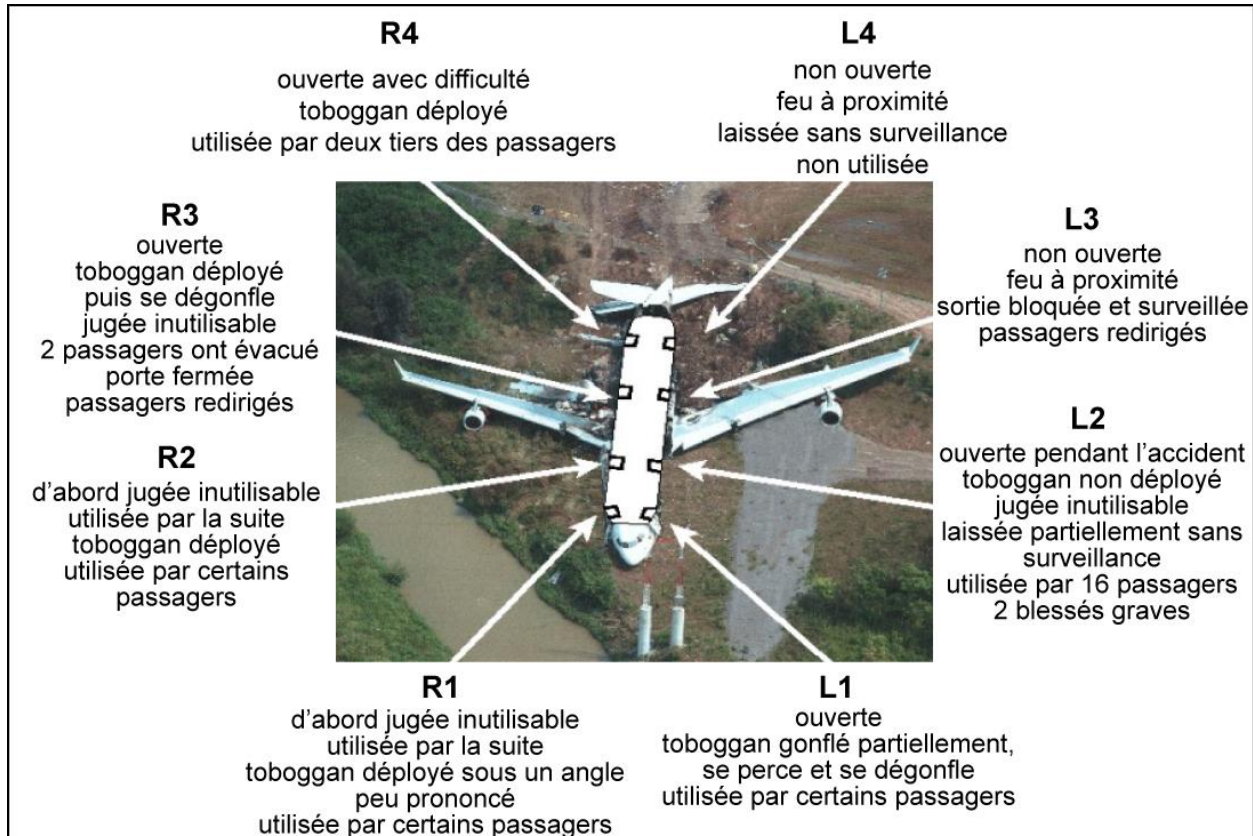 R4
ouverte avec difficulté
toboggan déployé
utilisée par deux tiers des passagers
L4
non ouverte
feu à proximité
laissée sans surveillance
non utilisée
R3
ouverte
toboggan déployé
puis se dégonfle
jugée inutilisable
2 passagers ont évacué
porte fermée
passagers redirigés
L3
non ouverte
feu à proximité
sortie bloquée et surveillée
passagers redirigés
R2
d'abord jugée inutilisable
utilisée par la suite
toboggan déployé
utilisée par certains
passagers
L2
ouverte pendant l'accident
toboggan non déployé
jugée inutilisable
laissée partiellement sans
surveillance
utilisée par 16 passagers
2 blessés graves
R1
d'abord jugée inutilisable
utilisée par la suite
toboggan déployé sous un angle
peu prononcé
utilisée par certains passagers
L1
ouverte
toboggan gonflé partiellement,
se perce et se dégonfle
utilisée par certains passagers